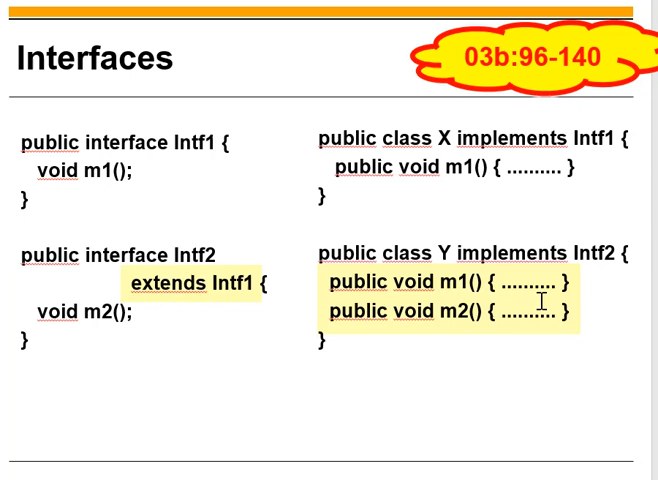 Interfaces
03b:96-140
public interface Intf1 {
void m1();
}
public interface Intf2
extends Intf1 {
void m2();
}
public class X implements Intf1 {
public void m1() { .......... }
}
public class Y implements Intf2 {
public void m1() { .......... }
public void m2() { .......... }
}